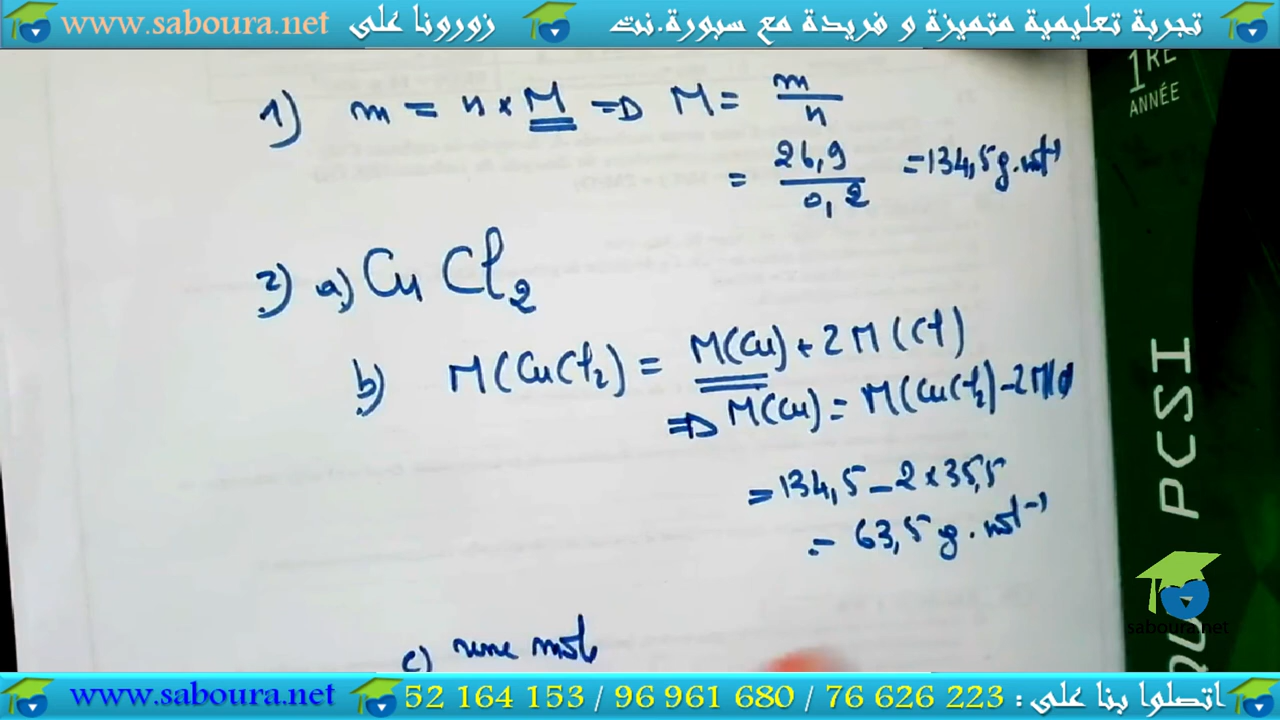 www.saboura.net زورونا على تجربة تعليمية متميزة و فريدة مع سبورة.نت
1RE
ANNÉE
1) m = n × M => M = m/n
= 26,9/0,2 = 134,5 g.mol⁻¹
2) a) CuCl₂
b) M(CuCl₂) = M(Cu) + 2M(Cl)
=> M(Cu) = M(CuCl₂) - 2M(Cl)
= 134,5 - 2 × 35,5
= 63,5 g.mol⁻¹
c) une mole
PCSI
saboura.net
www.saboura.net 52 164 153 / 96 961 680 / 76 626 223 : اتصلوا بنا على